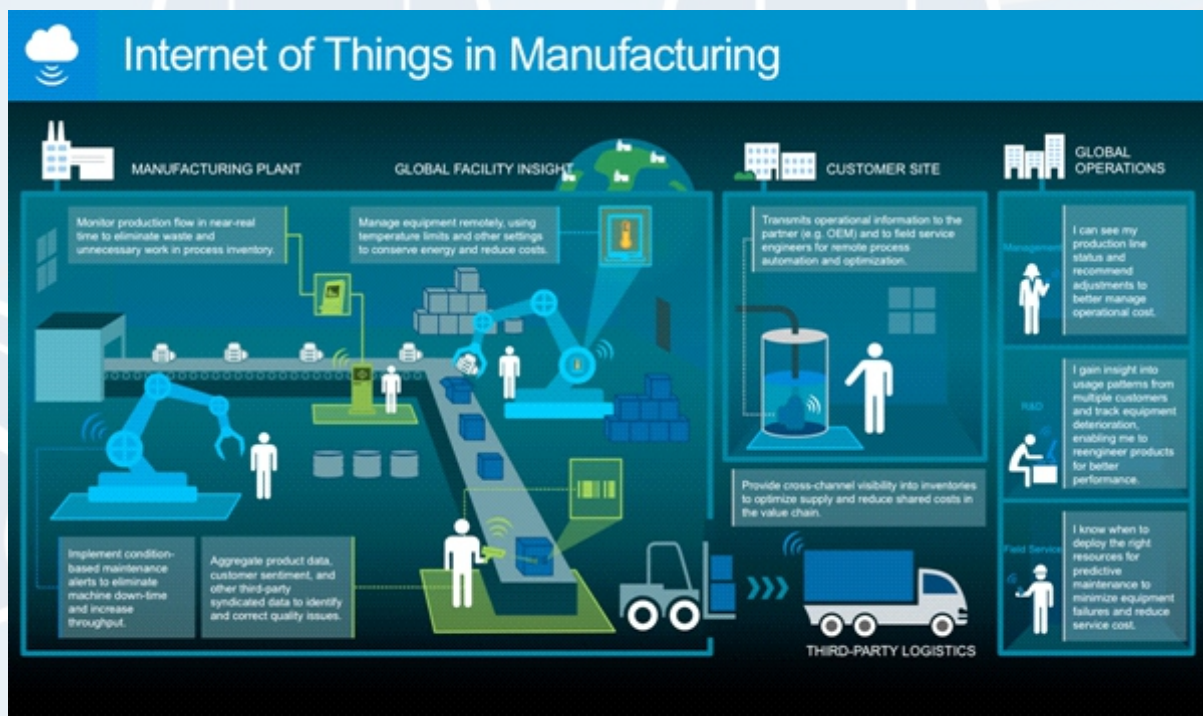 Internet of Things in Manufacturing
MANUFACTURING PLANT
GLOBAL FACILITY INSIGHT
Monitor production flow in near-real
time to eliminate waste and
unnecessary work in process inventory.
Manage equipment remotely, using
temperature limits and other settings
to conserve energy and reduce costs.
Implement condition-
based maintenance
alerts to eliminate
machine down-time
and increase
throughput.
Aggregate product data,
customer sentiment, and
other third-party
syndicated data to identify
and correct quality issues.
CUSTOMER SITE
Transmits operational information to the
partner (e.g. OEM) and to field service
engineers for remote process
automation and optimization.
Provide cross-channel visibility into inventories
to optimize supply and reduce shared costs in
the value chain.
THIRD-PARTY LOGISTICS
GLOBAL
OPERATIONS
Management
I can see my
production line
status and
recommend
adjustments to
better manage
operational cost.
R&D
I gain insight into
usage patterns from
multiple customers
and track equipment
deterioration,
enabling me to
reengineer products
for better
performance.
Field Service
I know when to
deploy the right
resources for
predictive
maintenance to
minimize equipment
failures and reduce
service cost.